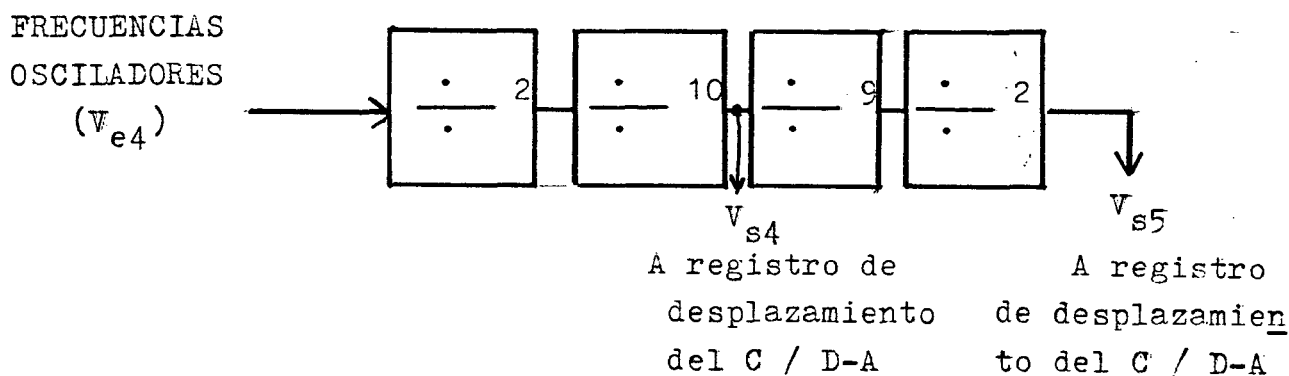 FRECUENCIAS
OSCILADORES
(Ve4)
÷ 2
÷ 10
÷ 9
÷ 2
Vs4
A registro de
desplazamiento
del C / D-A
Vs5
A registro
de desplazamien
to del C / D-A